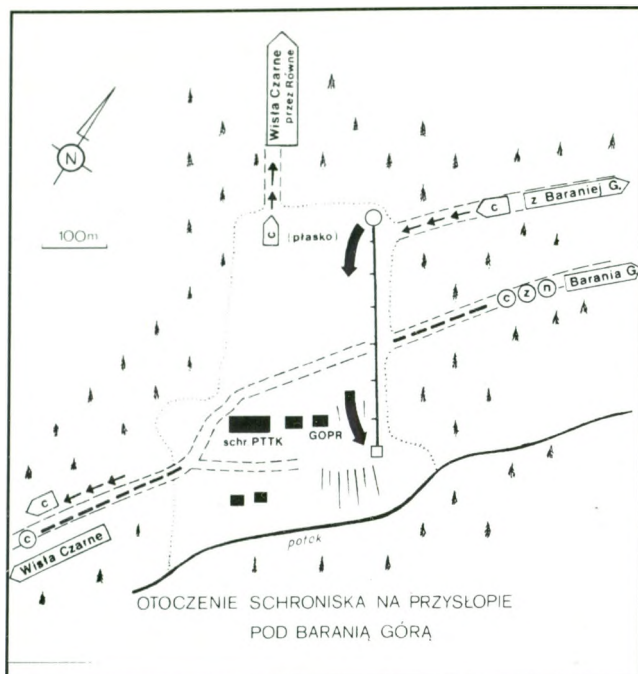 Wisła Czarne
przez Równe
N
100m
c
(płasko)
c
z Baraniej G.
c z n
Barania G.
schr. PTTK
GOPR
c
c
Wisła Czarne
potok
OTOCZENIE SCHRONISKA NA PRZYSŁOPIE
POD BARANIĄ GÓRĄ